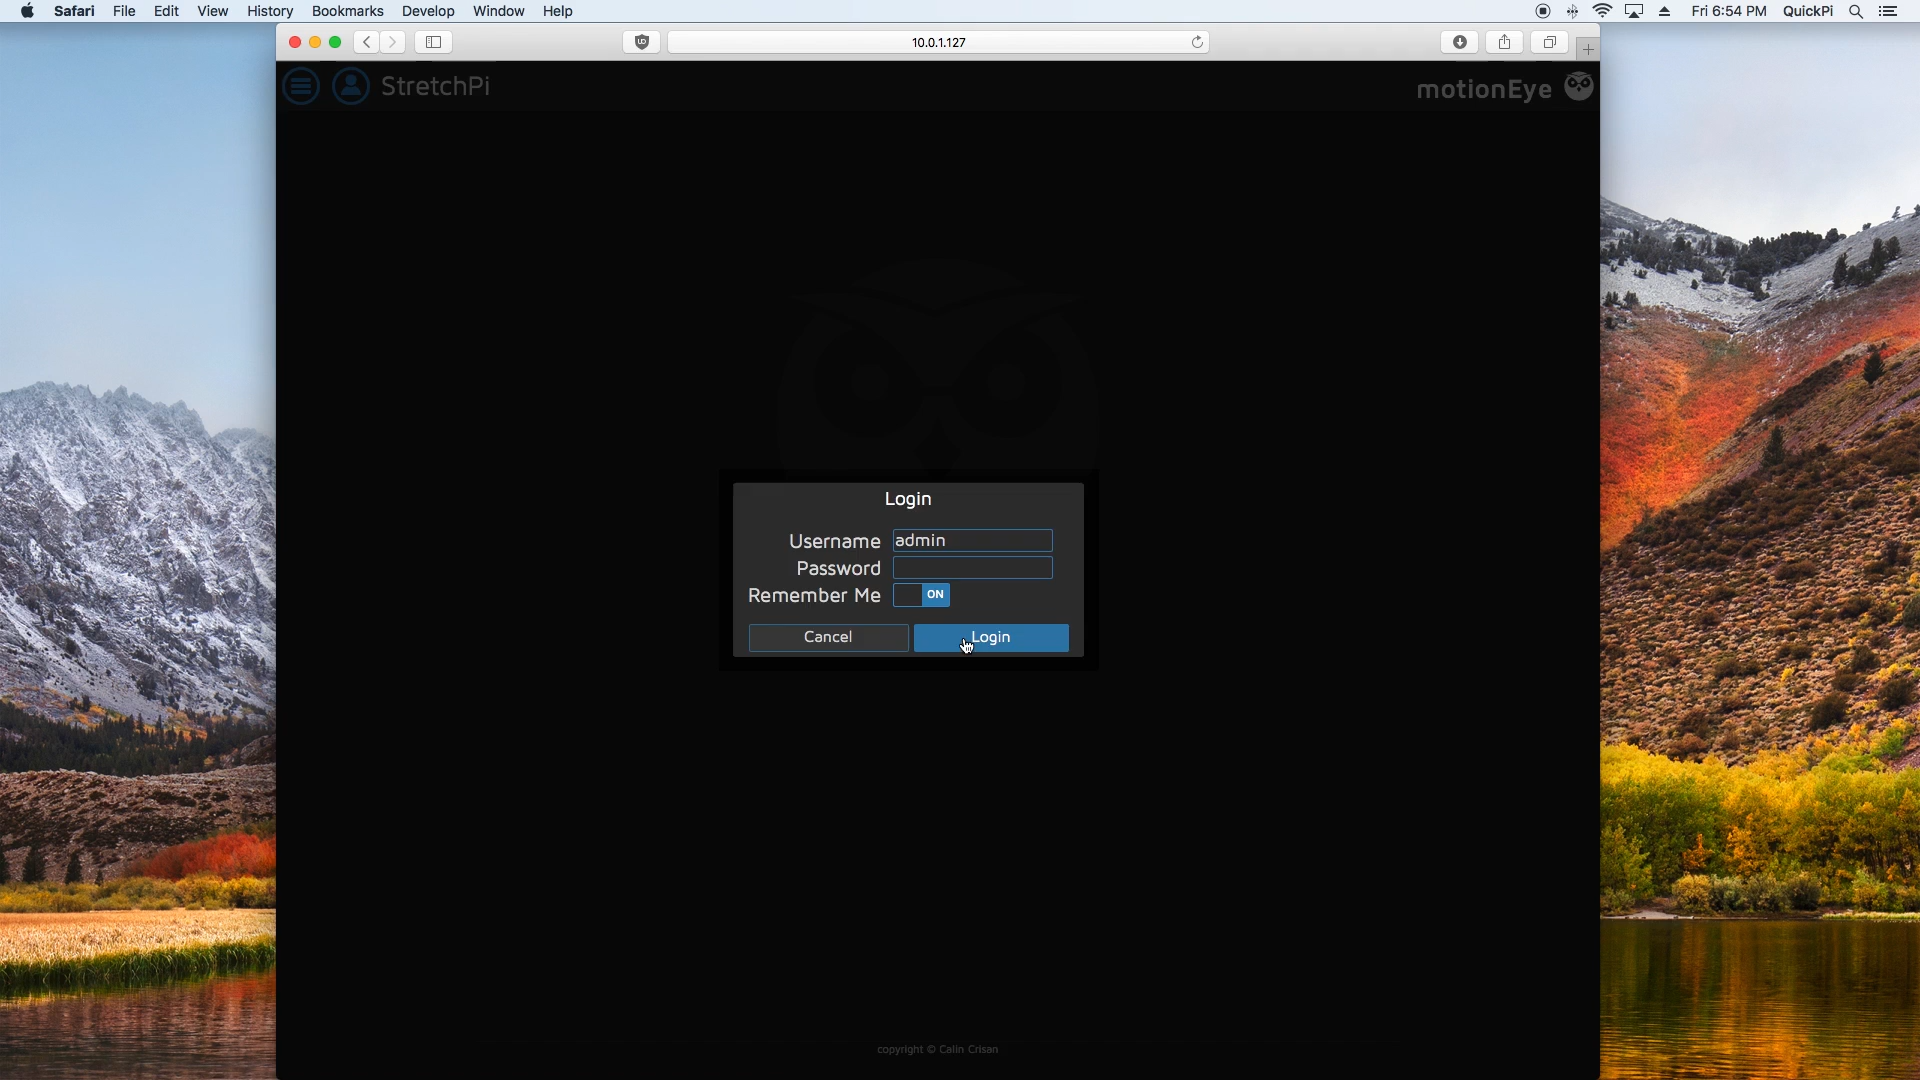 Safari File Edit View History Bookmarks Develop Window Help Fri 6:54 PM QuickPi
10.0.1.127
StretchPi motionEye
Login
Username admin
Password
Remember Me ON
Cancel Login
copyright © Calin Crisan